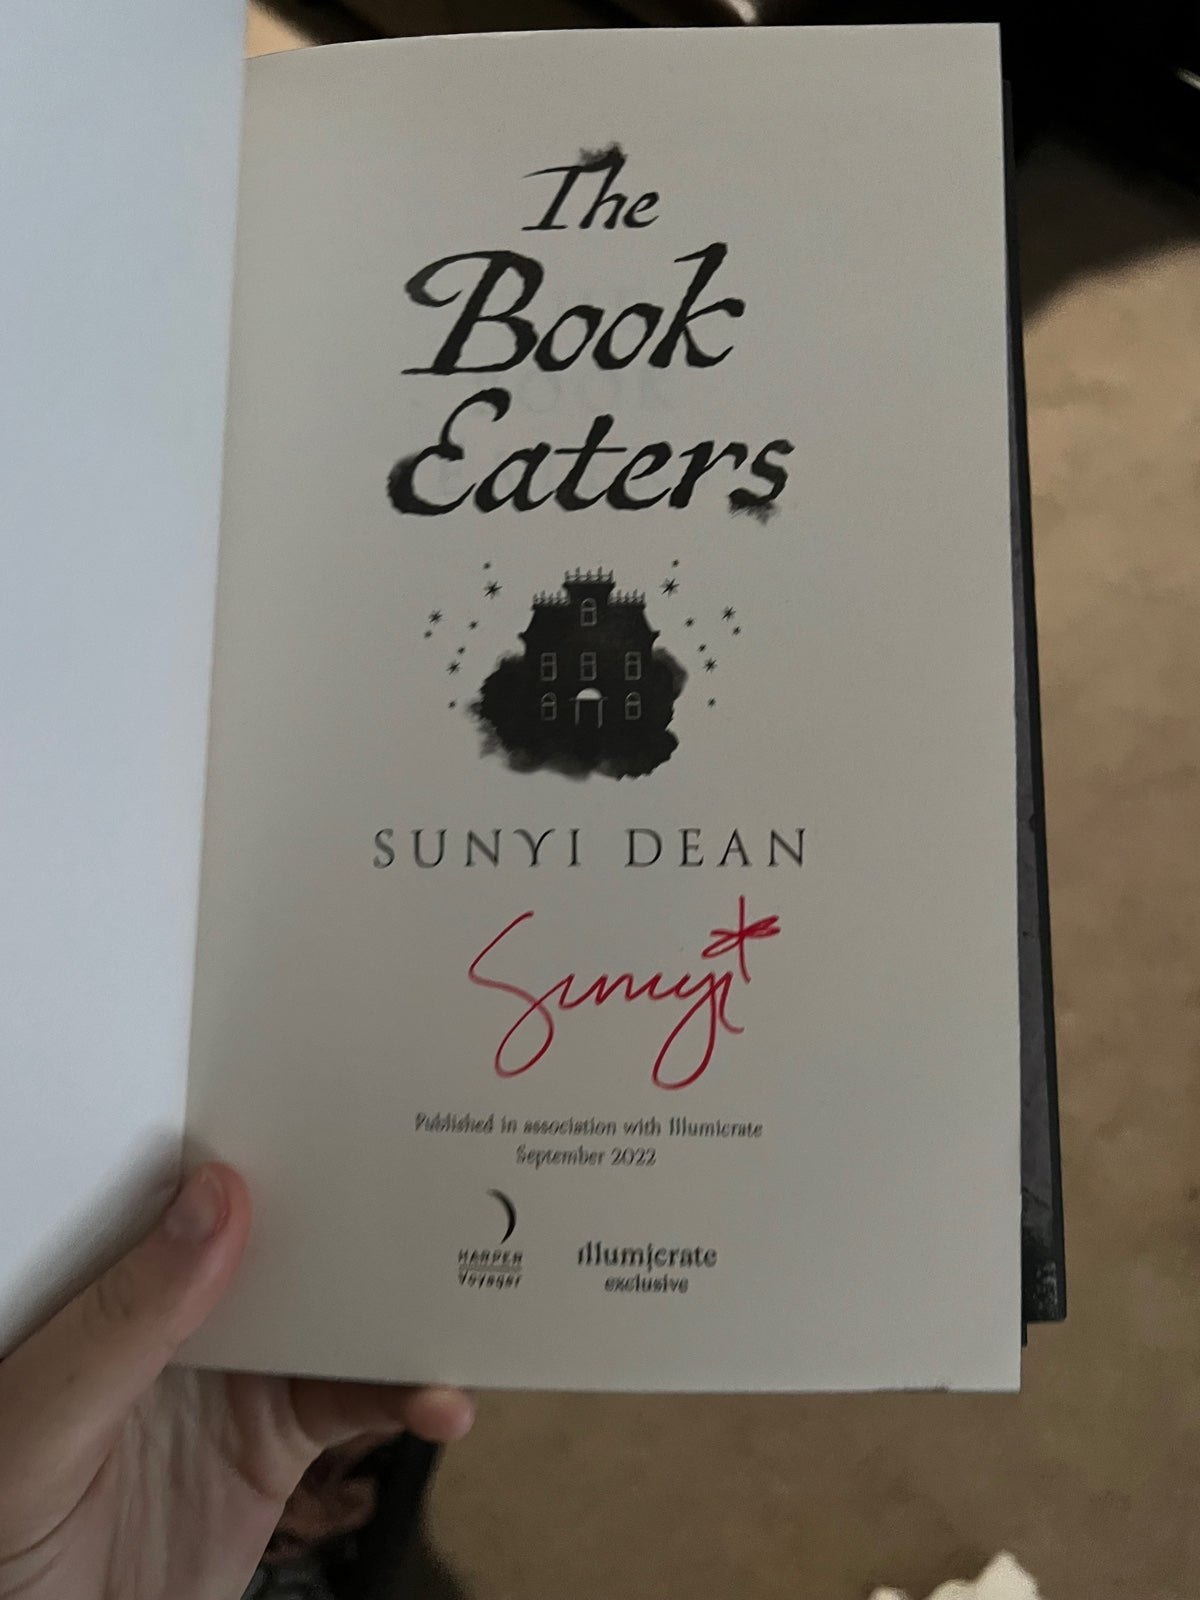 The
Book
Eaters
SUNYI DEAN
Sunyi
Published in association with Illumicrate
September 2022
HARPER
Voyager
illumicrate
exclusive